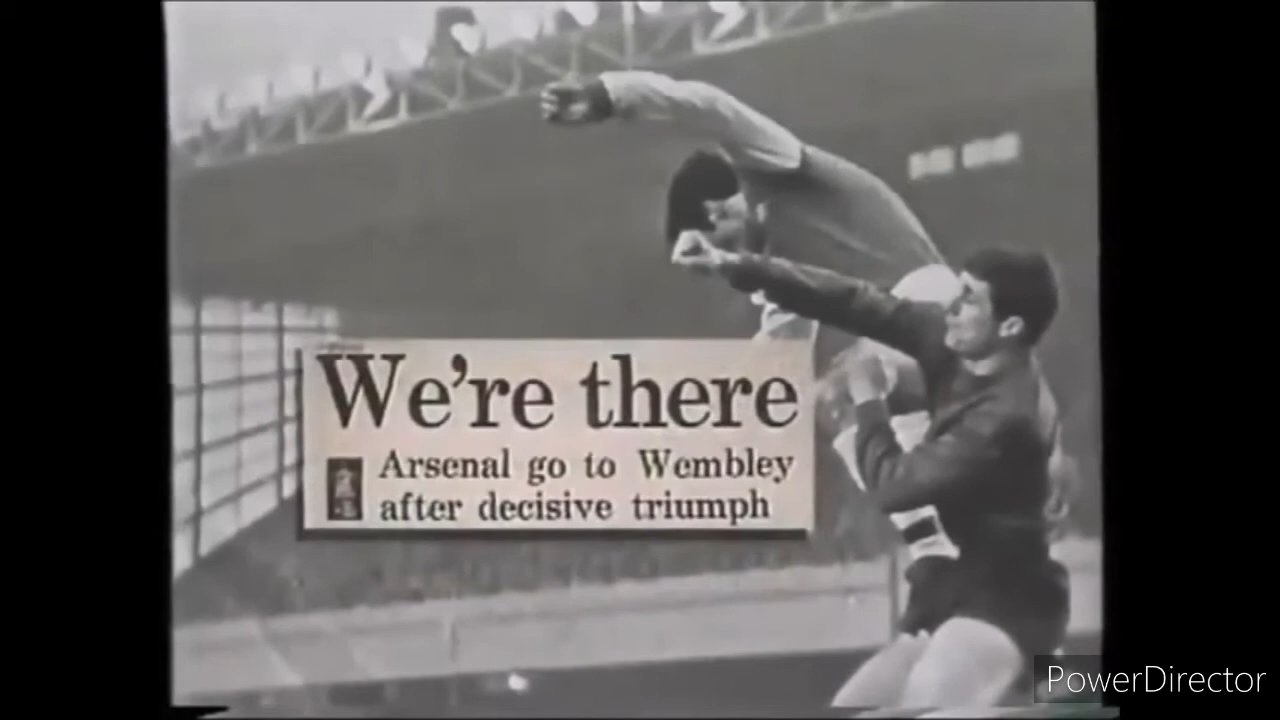 We're there
Arsenal go to Wembley
after decisive triumph
PowerDirector